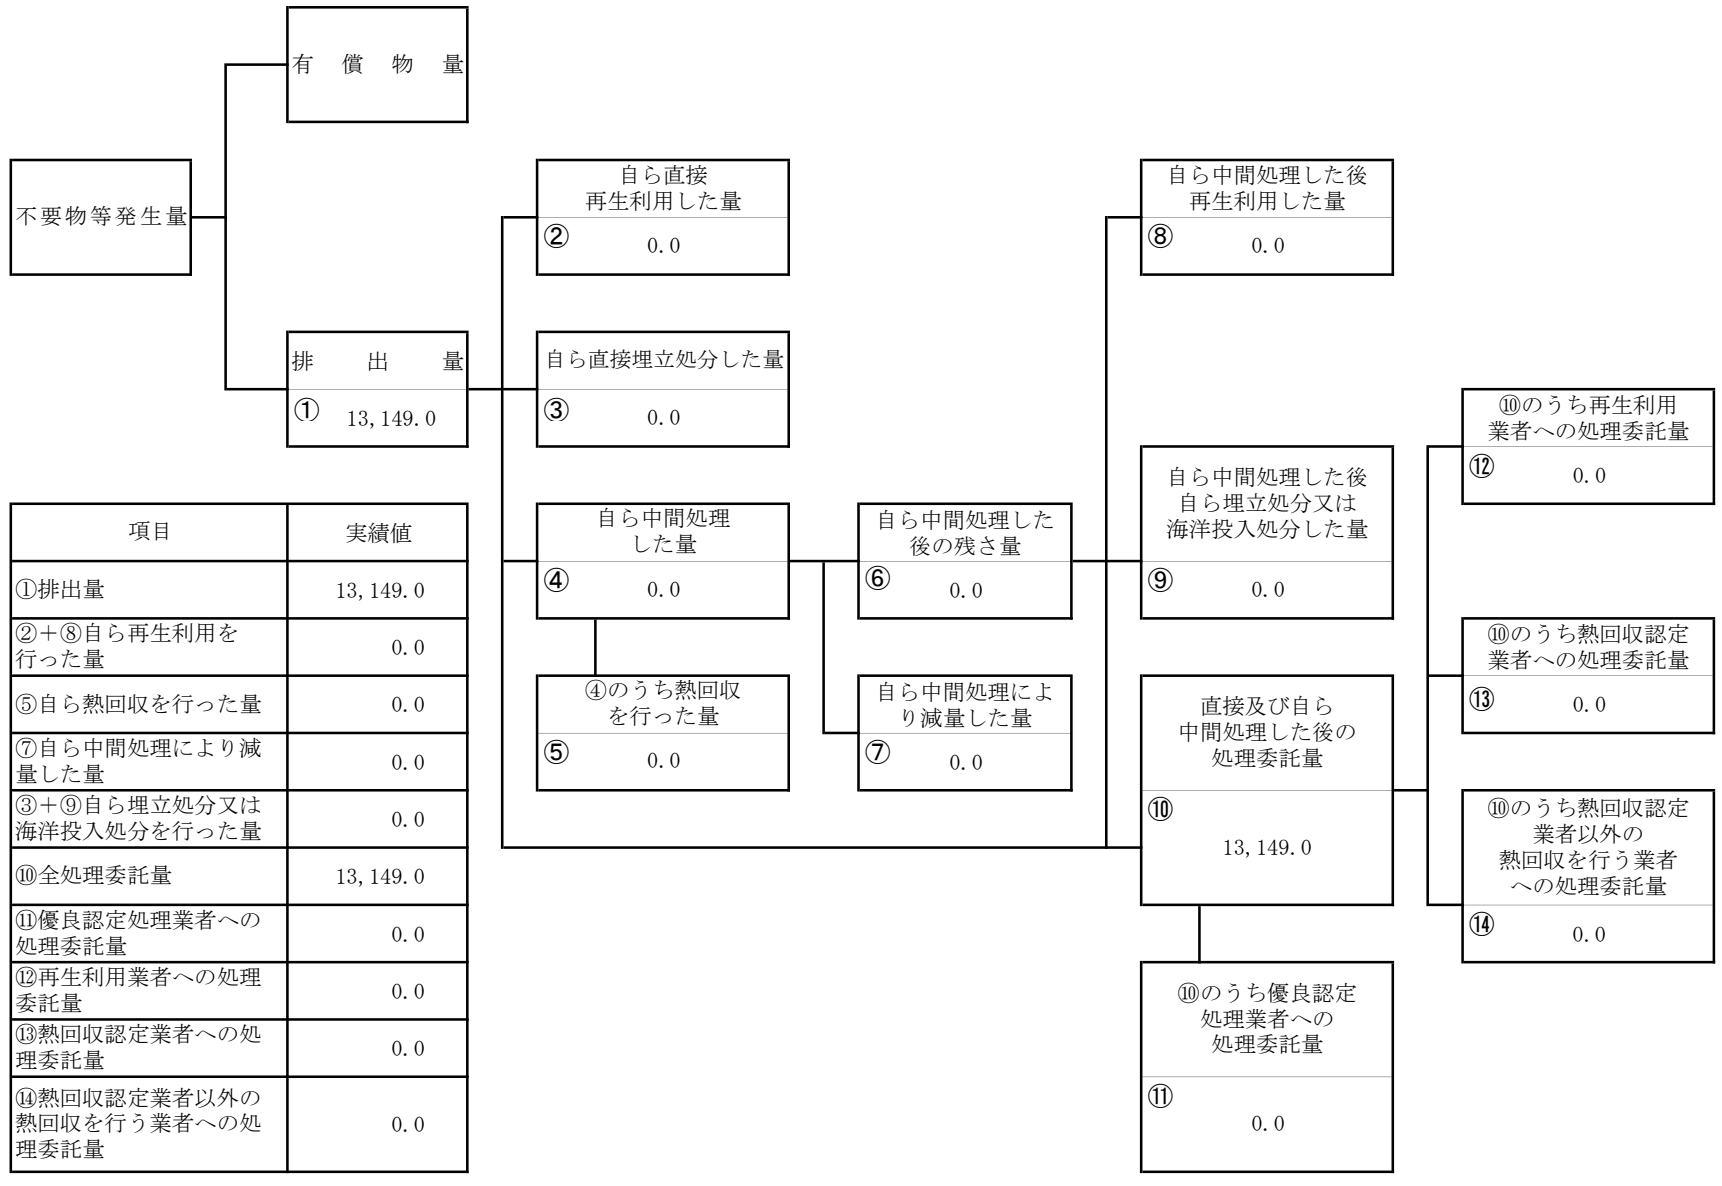 有償物量
不要物等発生量
排出量
① 13,149.0
自ら直接
再生利用した量
② 0.0
自ら直接埋立処分した量
③ 0.0
自ら中間処理
した量
④ 0.0
④のうち熱回収
を行った量
⑤ 0.0
自ら中間処理した
後の残さ量
⑥ 0.0
自ら中間処理によ
り減量した量
⑦ 0.0
自ら中間処理した後
再生利用した量
⑧ 0.0
自ら中間処理した後
自ら埋立処分又は
海洋投入処分した量
⑨ 0.0
直接及び自ら
中間処理した後の
処理委託量
⑩
13,149.0
⑩のうち優良認定
処理業者への
処理委託量
⑪
0.0
⑩のうち再生利用
業者への処理委託量
⑫ 0.0
⑩のうち熱回収認定
業者への処理委託量
⑬ 0.0
⑩のうち熱回収認定
業者以外の
熱回収を行う業者
への処理委託量
⑭ 0.0
項目 実績値
①排出量 13,149.0
②＋⑧自ら再生利用を
行った量 0.0
⑤自ら熱回収を行った量 0.0
⑦自ら中間処理により減
量した量 0.0
③＋⑨自ら埋立処分又は
海洋投入処分を行った量 0.0
⑩全処理委託量 13,149.0
⑪優良認定処理業者への
処理委託量 0.0
⑫再生利用業者への処理
委託量 0.0
⑬熱回収認定業者への処
理委託量 0.0
⑭熱回収認定業者以外の
熱回収を行う業者への処
理委託量 0.0